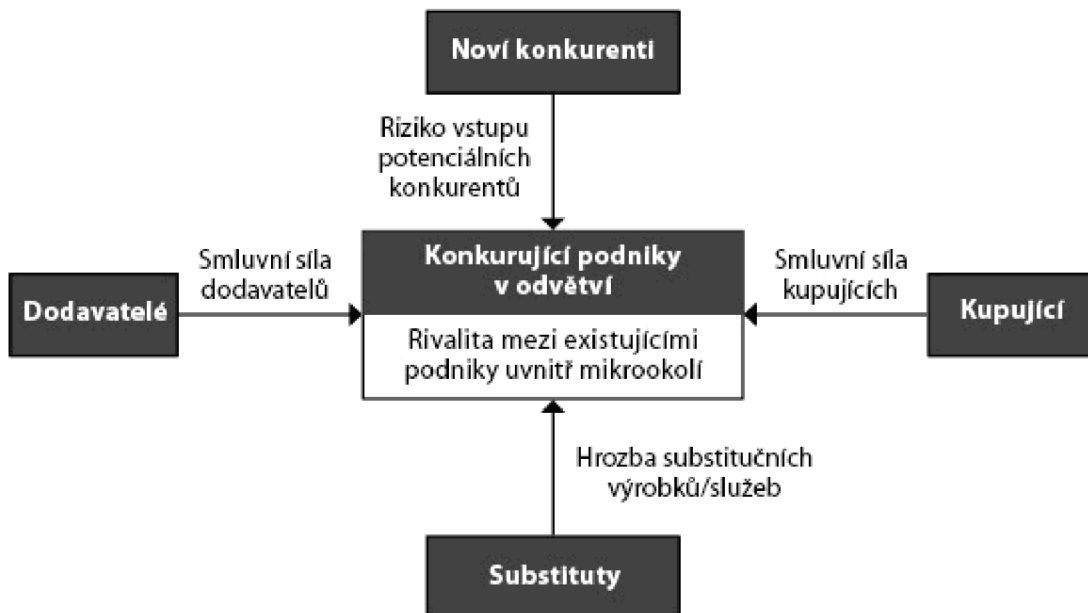 Noví konkurenti
Riziko vstupu
potenciálních
konkurentů
Smluvní síla
dodavatelů
Dodavatelé
Konkurující podniky
v odvětví
Rivalita mezi existujícími
podniky uvnitř mikrookolí
Smluvní síla
kupujících
Kupující
Hrozba substitučních
výrobků/služeb
Substituty